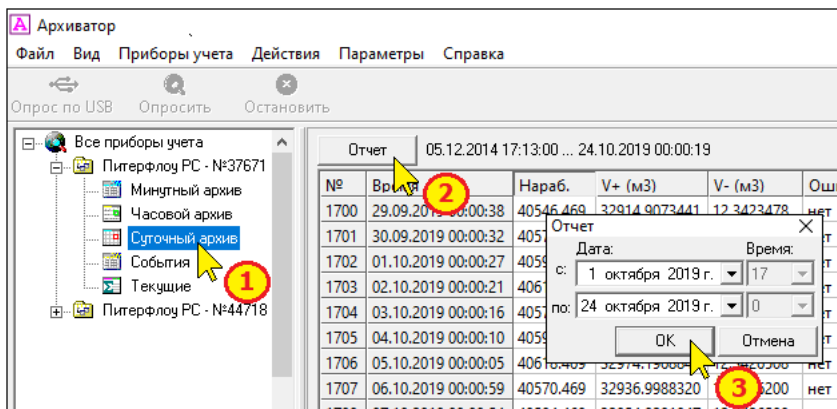 Архиватор
Файл Вид Приборы учета Действия Параметры Справка
Опрос по USB Опросить Остановить
Все приборы учета
Питерфлоу РС - №37671
Минутный архив
Часовой архив
Суточный архив
События
Текущие
Питерфлоу РС - №44718
1
Отчет 05.12.2014 17:13:00 ... 24.10.2019 00:00:19
2
№ Нараб. V+ (м3) V- (м3)
1700 29.09.2019 00:00:38 40546.469 32914.9073441 12.3423478 нет
1701 30.09.2019 00:00:32
1702 01.10.2019 00:00:27
1703 02.10.2019 00:00:21
1704 03.10.2019 00:00:16
1705 04.10.2019 00:00:10
1706 05.10.2019 00:00:05
1707 06.10.2019 00:00:59 40570.469 32936.9988320 нет
Отчет
Дата: Время:
с: 1 октября 2019 г. 17
по: 24 октября 2019 г. 0
OK Отмена
3